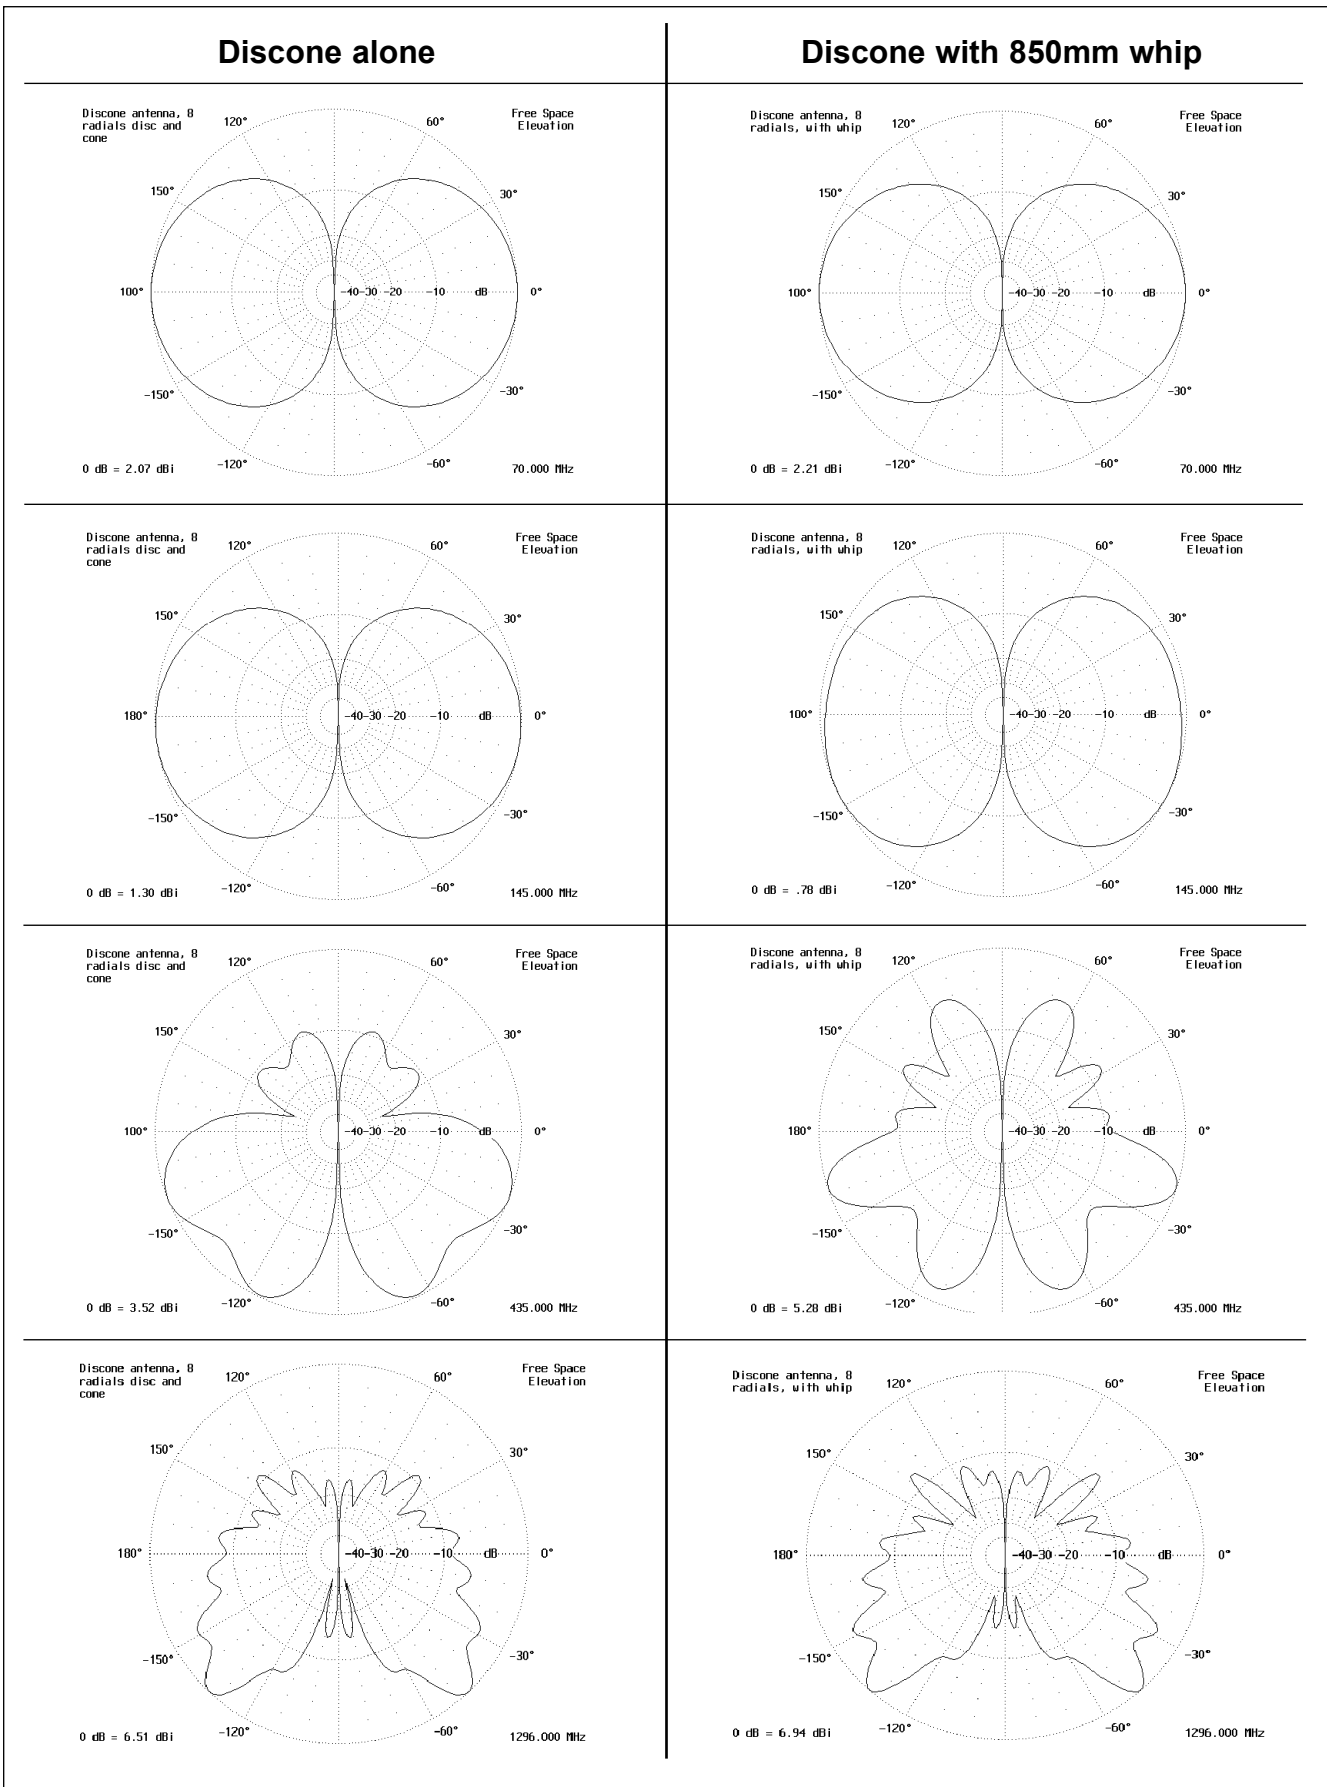 Discone alone
Discone with 850mm whip
Discone antenna, 8
radials disc and
cone
120°
60°
Free Space
Elevation
150°
30°
100°
-40-30 -20 -10 dB
0°
-150°
-30°
0 dB = 2.07 dBi
-120°
-60°
70.000 MHz
Discone antenna, 8
radials, with whip
120°
60°
Free Space
Elevation
150°
30°
100°
-40-30 -20 -10 dB
0°
-150°
-30°
0 dB = 2.21 dBi
-120°
-60°
70.000 MHz
Discone antenna, 8
radials disc and
cone
120°
60°
Free Space
Elevation
150°
30°
180°
-40-30 -20 -10 dB
0°
-150°
-30°
0 dB = 1.30 dBi
-120°
-60°
145.000 MHz
Discone antenna, 8
radials, with whip
120°
60°
Free Space
Elevation
150°
30°
100°
-40-30 -20 -10 dB
0°
-150°
-30°
0 dB = .78 dBi
-120°
-60°
145.000 MHz
Discone antenna, 8
radials disc and
cone
120°
60°
Free Space
Elevation
150°
30°
100°
-40-30 -20 -10 dB
0°
-150°
-30°
0 dB = 3.52 dBi
-120°
-60°
435.000 MHz
Discone antenna, 8
radials, with whip
120°
60°
Free Space
Elevation
150°
30°
180°
-40-30 -20 -10 dB
0°
-150°
-30°
0 dB = 5.28 dBi
-120°
-60°
435.000 MHz
Discone antenna, 8
radials disc and
cone
120°
60°
Free Space
Elevation
150°
30°
180°
-40-30 -20 -10 dB
0°
-150°
-30°
0 dB = 6.51 dBi
-120°
-60°
1296.000 MHz
Discone antenna, 8
radials, with whip
120°
60°
Free Space
Elevation
150°
30°
180°
-40-30 -20 -10 dB
0°
-150°
-30°
0 dB = 6.94 dBi
-120°
-60°
1296.000 MHz